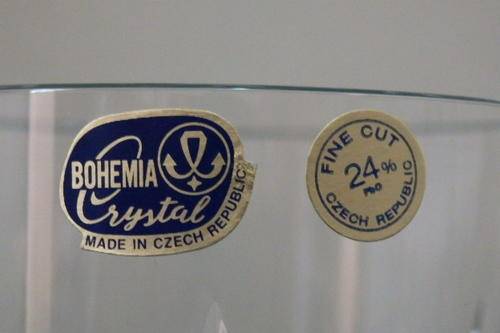 BOHEMIA
Crystal
MADE IN CZECH REPUBLIC
FINE CUT
24%
PbO
CZECH REPUBLIC